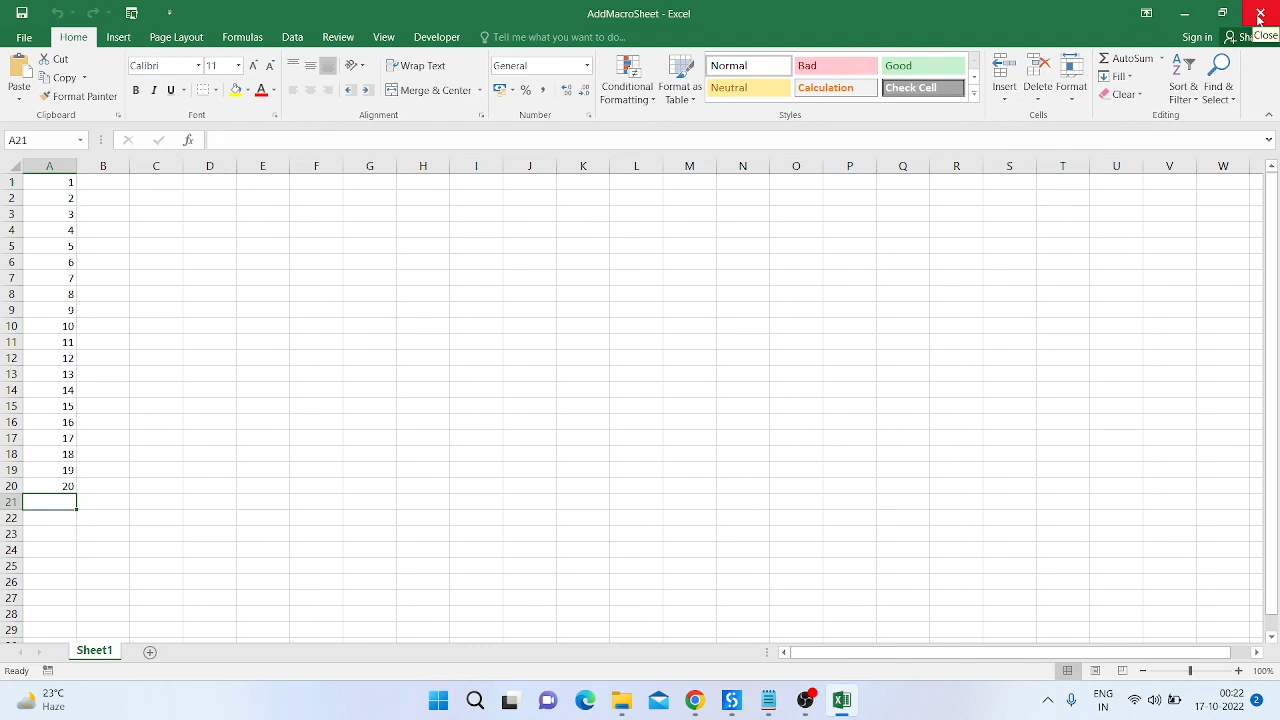 AddMacroSheet - Excel
File Home Insert Page Layout Formulas Data Review View Developer Tell me what you want to do... Sign in
Close
Paste
Cut
Copy
Format Painter
Clipboard
Calibri 11
B I U
Font
Wrap Text
Merge & Center
Alignment
General
%
Number
Conditional Formatting
Format as Table
Normal Bad Good
Neutral Calculation Check Cell
Styles
Insert Delete Format
Cells
AutoSum
Fill
Clear
Sort & Filter
Find & Select
Editing
A21 fx
A B C D E F G H I J K L M N O P Q R S T U V W
1 1
2 2
3 3
4 4
5 5
6 6
7 7
8 8
9 9
10 10
11 11
12 12
13 13
14 14
15 15
16 16
17 17
18 18
19 19
20 20
21
22
23
24
25
26
27
28
29
Sheet1
Ready 100%
23°C
Haze
ENG
IN
00:22
17-10-2022
2